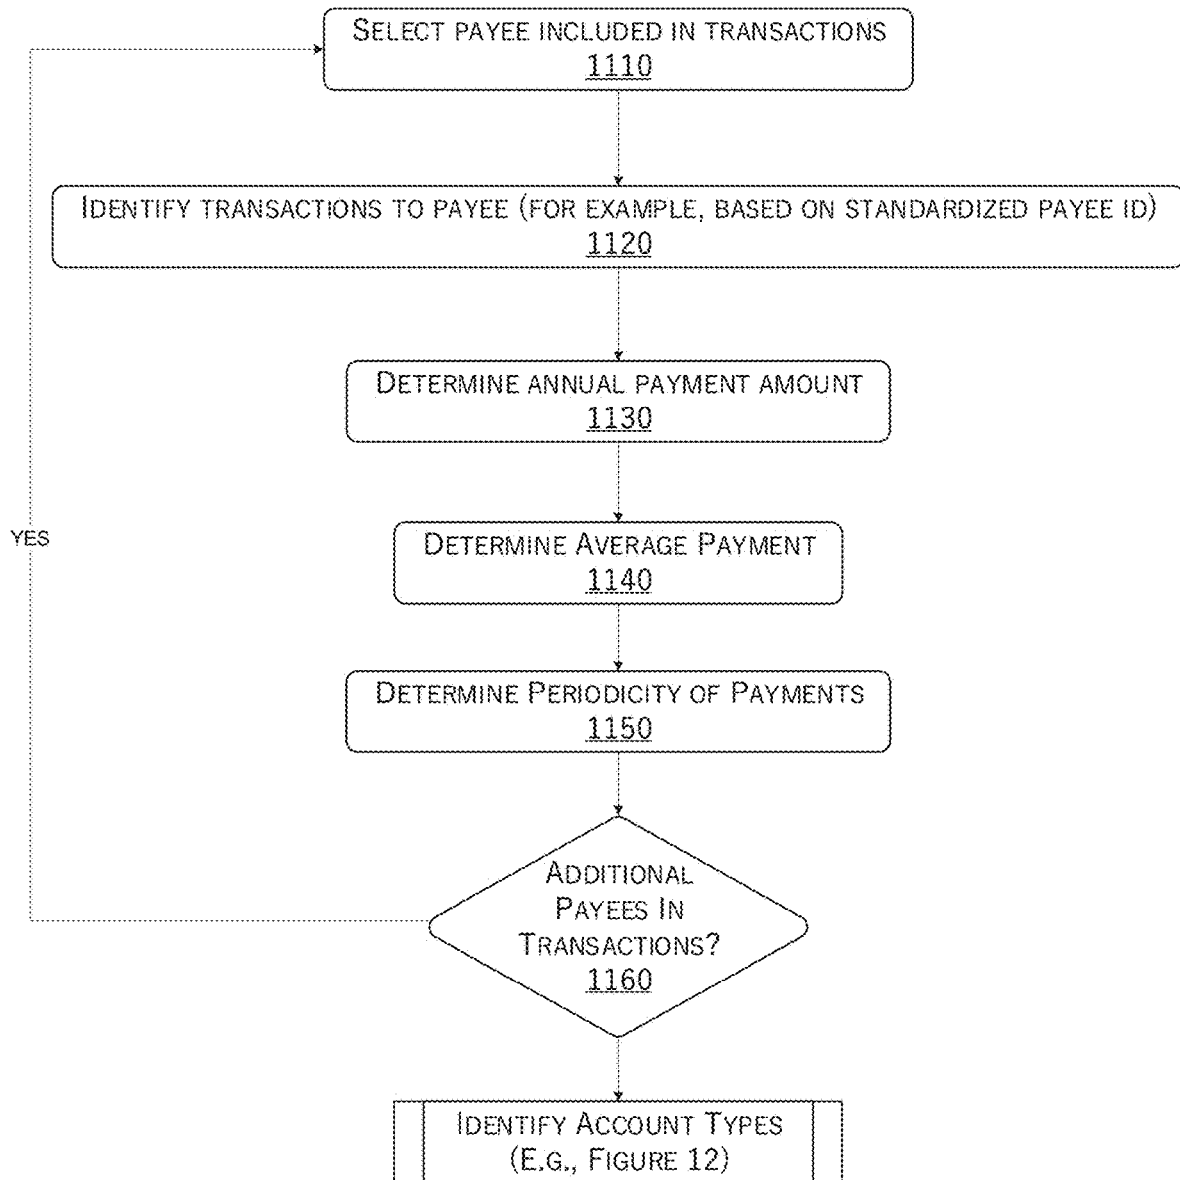 SELECT PAYEE INCLUDED IN TRANSACTIONS
1110
IDENTIFY TRANSACTIONS TO PAYEE (FOR EXAMPLE, BASED ON STANDARDIZED PAYEE ID)
1120
DETERMINE ANNUAL PAYMENT AMOUNT
1130
YES
DETERMINE AVERAGE PAYMENT
1140
DETERMINE PERIODICITY OF PAYMENTS
1150
ADDITIONAL
PAYEES IN
TRANSACTIONS?
1160
IDENTIFY ACCOUNT TYPES
(E.G., FIGURE 12)